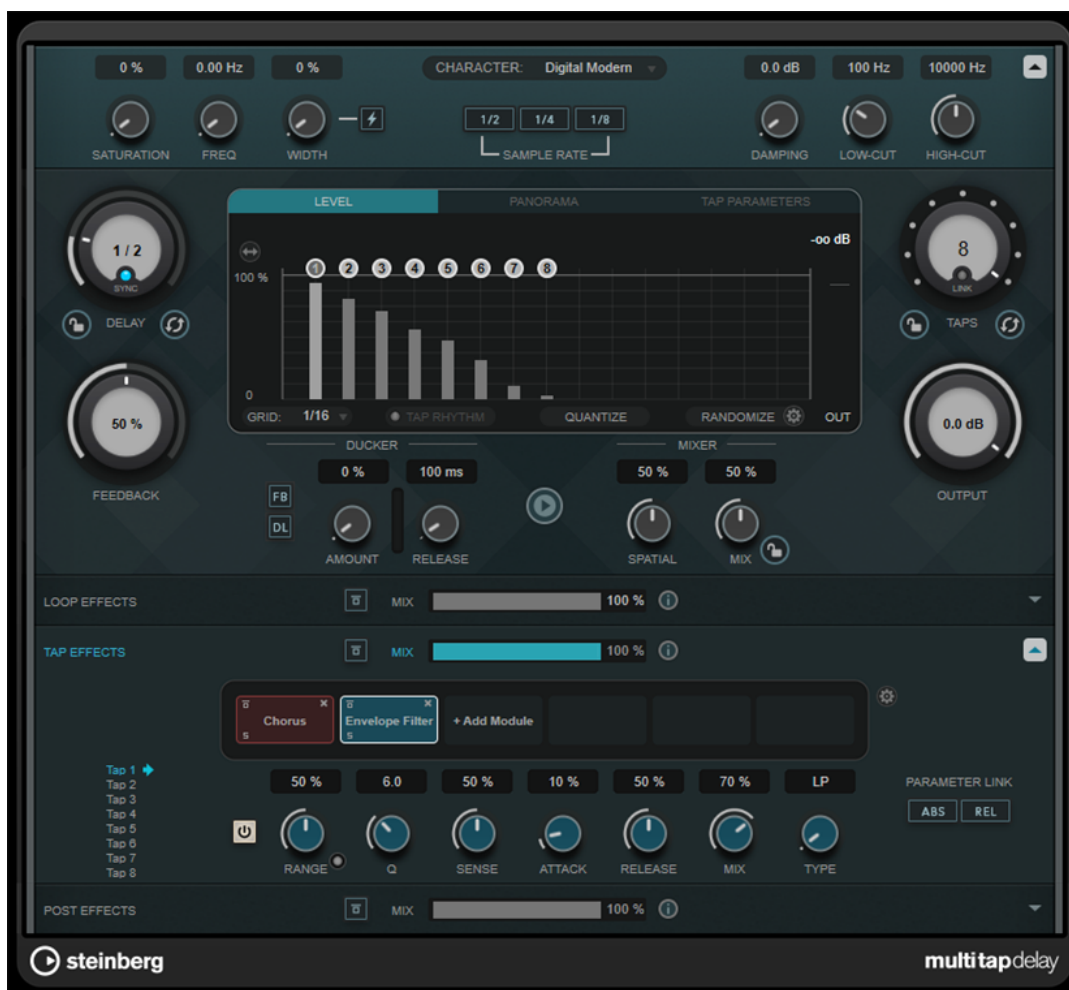 0 % 0.00 Hz 0 % CHARACTER: Digital Modern 0.0 dB 100 Hz 10000 Hz
1/2 1/4 1/8
SATURATION FREQ WIDTH SAMPLE RATE DAMPING LOW-CUT HIGH-CUT
LEVEL PANORAMA TAP PARAMETERS
-oo dB
1 / 2 8
SYNC LINK
100 % 1 2 3 4 5 6 7 8
DELAY TAPS
0
GRID: 1/16 TAP RHYTHM QUANTIZE RANDOMIZE OUT
50 % 0.0 dB
DUCKER MIXER
0 % 100 ms 50 % 50 %
FEEDBACK OUTPUT
FB
DL
AMOUNT RELEASE SPATIAL MIX
LOOP EFFECTS MIX 100 %
TAP EFFECTS MIX 100 %
Chorus Envelope Filter + Add Module
S S
Tap 1
Tap 2
Tap 3
Tap 4
Tap 5
Tap 6
Tap 7
Tap 8
50 % 6.0 50 % 10 % 50 % 70 % LP
PARAMETER LINK
ABS REL
RANGE Q SENSE ATTACK RELEASE MIX TYPE
POST EFFECTS MIX 100 %
steinberg multitapdelay